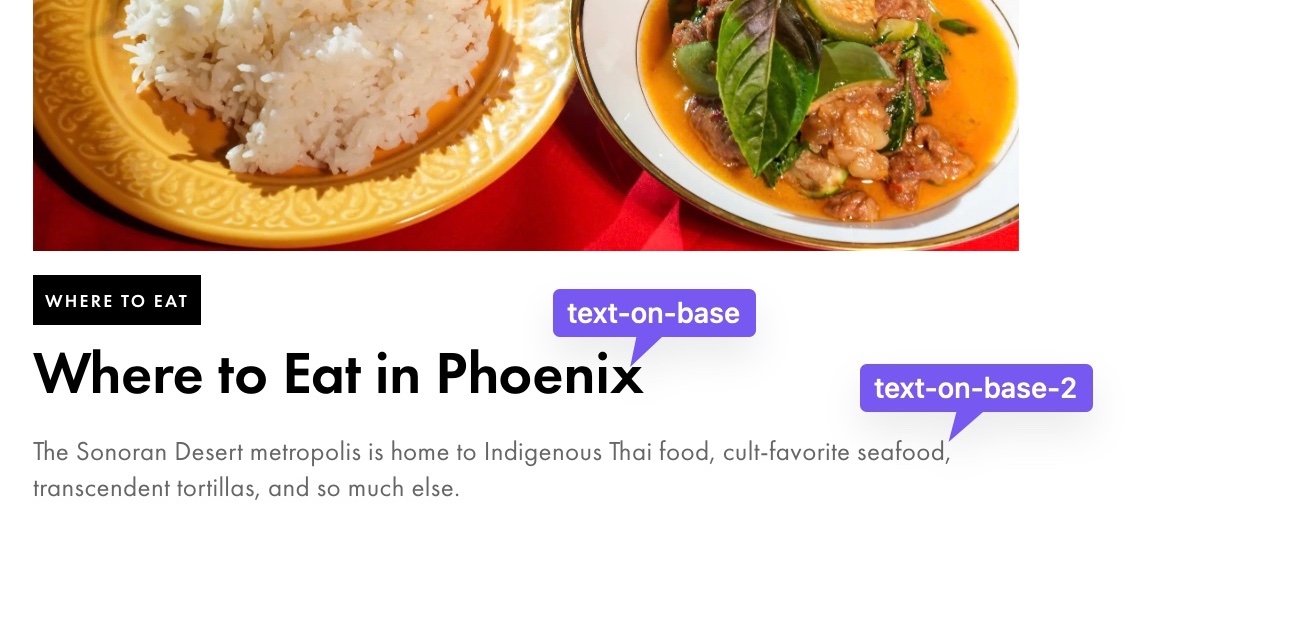 WHERE TO EAT
text-on-base
Where to Eat in Phoenix
text-on-base-2
The Sonoran Desert metropolis is home to Indigenous Thai food, cult-favorite seafood,
transcendent tortillas, and so much else.